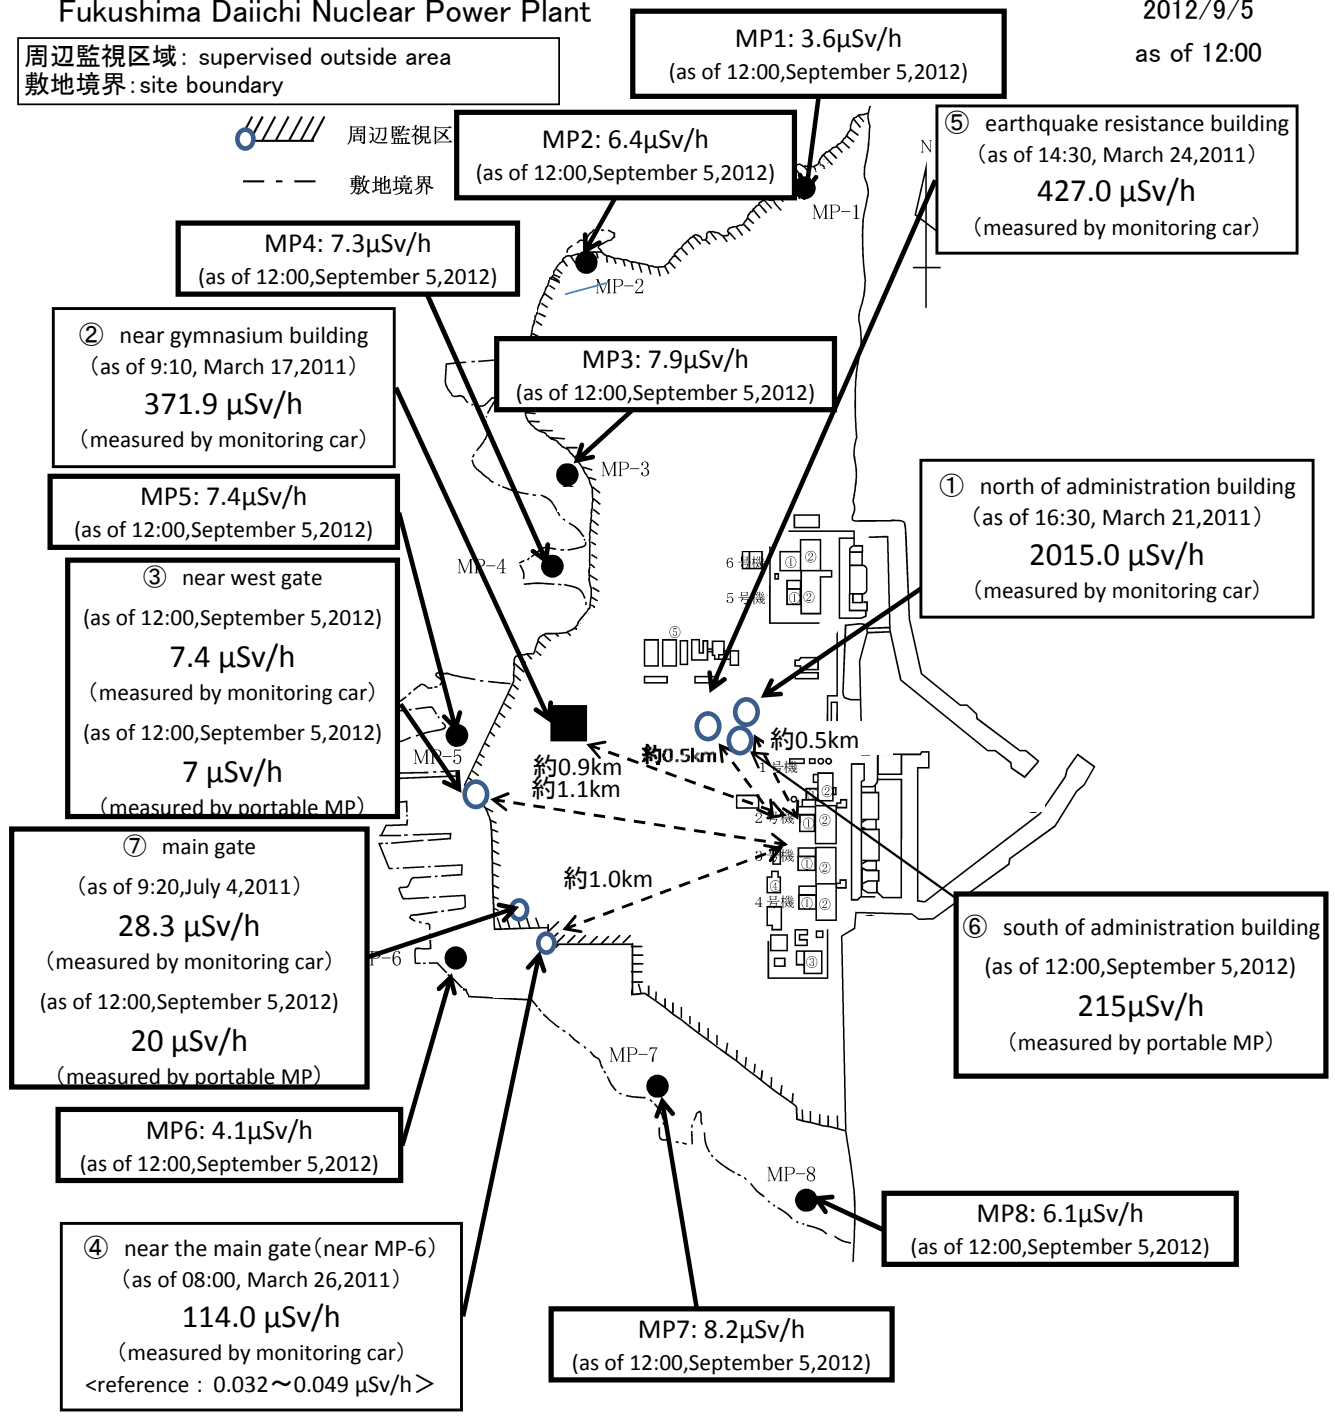 Fukushima Daiichi Nuclear Power Plant
2012/9/5
as of 12:00
周辺監視区域: supervised outside area
敷地境界:site boundary
周辺監視区
敷地境界
MP1: 3.6μSv/h
(as of 12:00,September 5,2012)
MP2: 6.4μSv/h
(as of 12:00,September 5,2012)
⑤ earthquake resistance building
(as of 14:30, March 24,2011)
427.0 μSv/h
(measured by monitoring car)
N
MP-1
MP4: 7.3μSv/h
(as of 12:00,September 5,2012)
MP-2
② near gymnasium building
(as of 9:10, March 17,2011)
371.9 μSv/h
(measured by monitoring car)
MP3: 7.9μSv/h
(as of 12:00,September 5,2012)
MP-3
MP5: 7.4μSv/h
(as of 12:00,September 5,2012)
① north of administration building
(as of 16:30, March 21,2011)
2015.0 μSv/h
(measured by monitoring car)
MP-4
6号機
① ②
5号機
① ②
③ near west gate
(as of 12:00,September 5,2012)
7.4 μSv/h
(measured by monitoring car)
(as of 12:00,September 5,2012)
7 μSv/h
(measured by portable MP)
⑤
MP-5
約0.9km
約1.1km
約0.5km
約0.5km
1号機
②
2号機
① ②
3号機
① ②
④
4号機
① ②
③
約1.0km
⑦ main gate
(as of 9:20,July 4,2011)
28.3 μSv/h
(measured by monitoring car)
(as of 12:00,September 5,2012)
20 μSv/h
(measured by portable MP)
P-6
⑥ south of administration building
(as of 12:00,September 5,2012)
215μSv/h
(measured by portable MP)
MP-7
MP6: 4.1μSv/h
(as of 12:00,September 5,2012)
MP-8
MP8: 6.1μSv/h
(as of 12:00,September 5,2012)
④ near the main gate(near MP-6)
(as of 08:00, March 26,2011)
114.0 μSv/h
(measured by monitoring car)
<reference : 0.032~0.049 μSv/h>
MP7: 8.2μSv/h
(as of 12:00,September 5,2012)